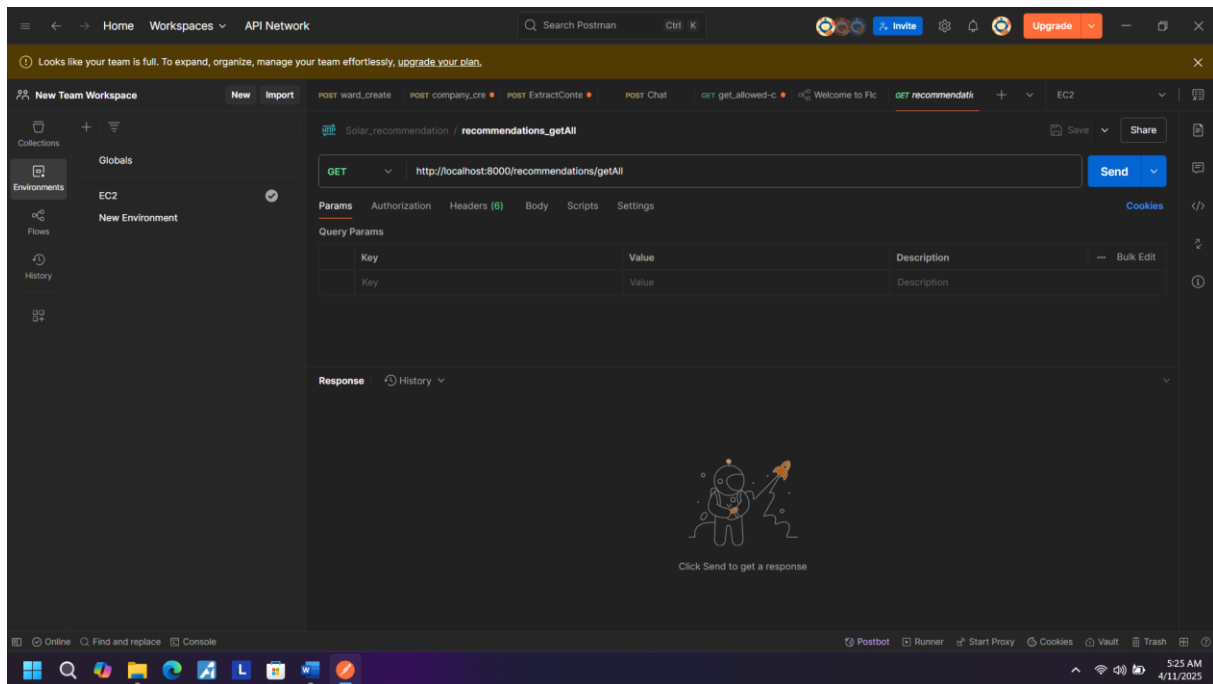 Home Workspaces API Network Search Postman Ctrl K Invite Upgrade
Looks like your team is full. To expand, organize, manage your team effortlessly, upgrade your plan.
New Team Workspace New Import POST ward_create POST company_cre POST ExtractConte POST Chat GET get_allowed-c Welcome to Flo GET recommendati EC2
Collections
Environments
Flows
History
Globals
EC2
New Environment
HTTP Solar_recommendation / recommendations_getAll Save Share
GET http://localhost:8000/recommendations/getAll Send
Params Authorization Headers (6) Body Scripts Settings Cookies
Query Params
Key Value Description Bulk Edit
Key Value Description
Response History
Click Send to get a response
Online Find and replace Console Postbot Runner Start Proxy Cookies Vault Trash
5:25 AM
4/11/2025